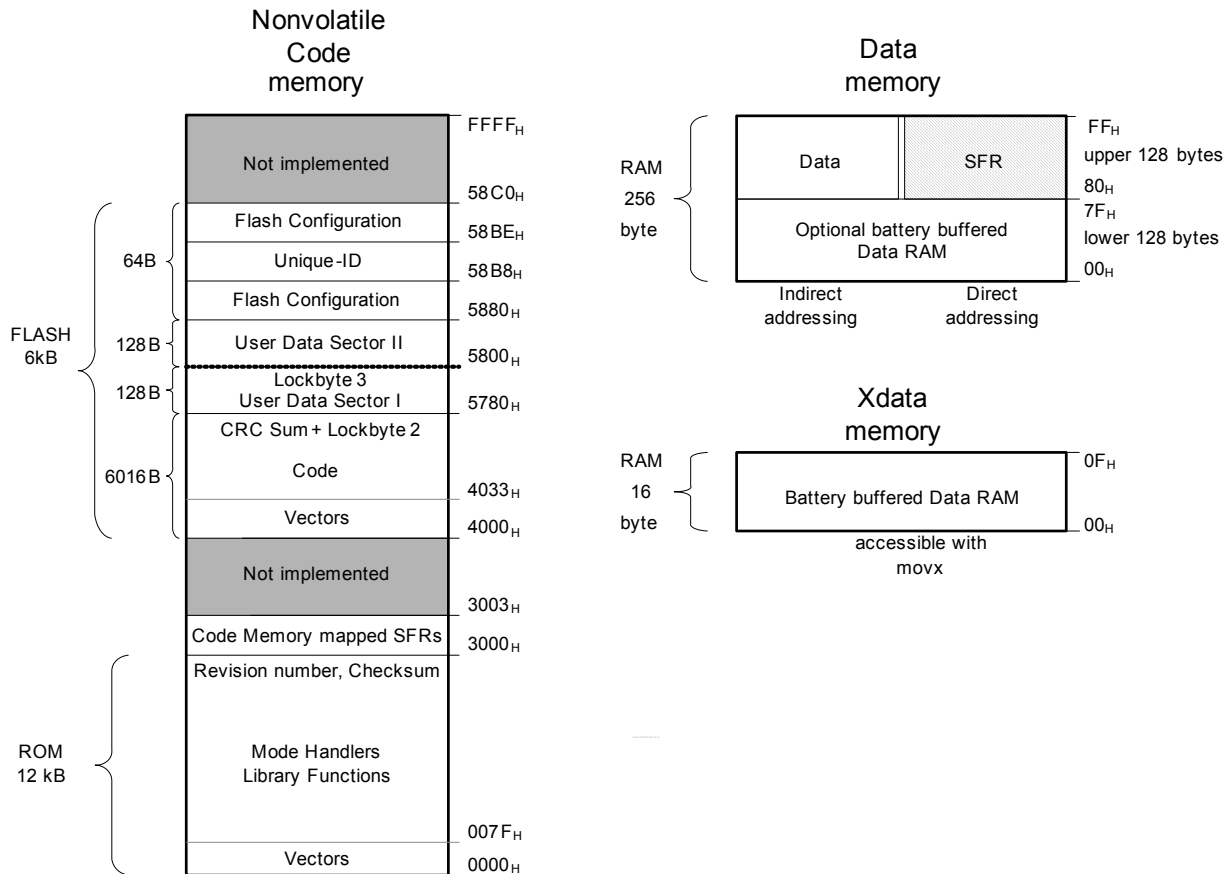 Nonvolatile
Code
memory
FFFFH
Not implemented
58C0H
Flash Configuration
58BEH
Unique-ID
58B8H
Flash Configuration
5880H
64B
User Data Sector II
5800H
128B
Lockbyte 3
User Data Sector I
5780H
128B
CRC Sum + Lockbyte 2
Code
4033H
Vectors
4000H
6016B
FLASH
6kB
Not implemented
3003H
Code Memory mapped SFRs
3000H
Revision number, Checksum
Mode Handlers
Library Functions
007FH
Vectors
0000H
ROM
12 kB
Data
memory
RAM
256
byte
Data
SFR
FFH
upper 128 bytes
80H
7FH
lower 128 bytes
00H
Optional battery buffered
Data RAM
Indirect
addressing
Direct
addressing
Xdata
memory
RAM
16
byte
0FH
Battery buffered Data RAM
00H
accessible with
movx